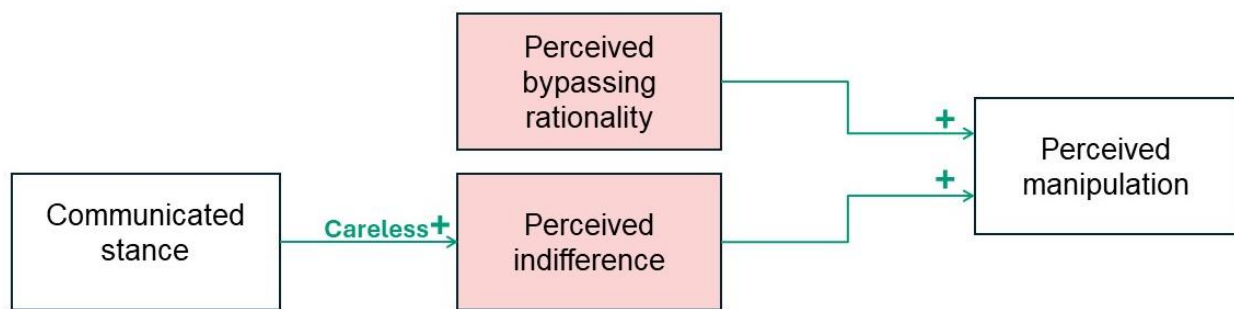 Perceived
bypassing
rationality
+
Perceived
manipulation
+
Communicated
stance
Careless+
Perceived
indifference